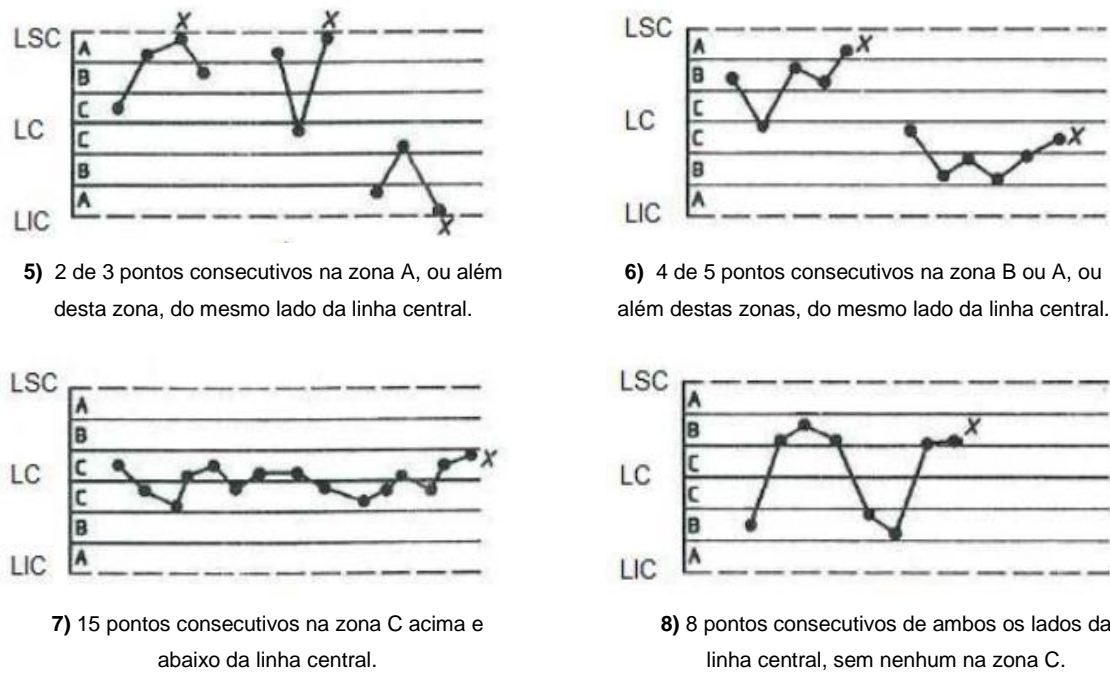 LSC
A
B
C
LC
C
B
A
LIC
X
X
X
5) 2 de 3 pontos consecutivos na zona A, ou além
desta zona, do mesmo lado da linha central.
LSC
A
B
C
LC
C
B
A
LIC
X
X
6) 4 de 5 pontos consecutivos na zona B ou A, ou
além destas zonas, do mesmo lado da linha central.
LSC
A
B
C
LC
C
B
A
LIC
X
7) 15 pontos consecutivos na zona C acima e
abaixo da linha central.
LSC
A
B
C
LC
C
B
A
LIC
X
8) 8 pontos consecutivos de ambos os lados da
linha central, sem nenhum na zona C.